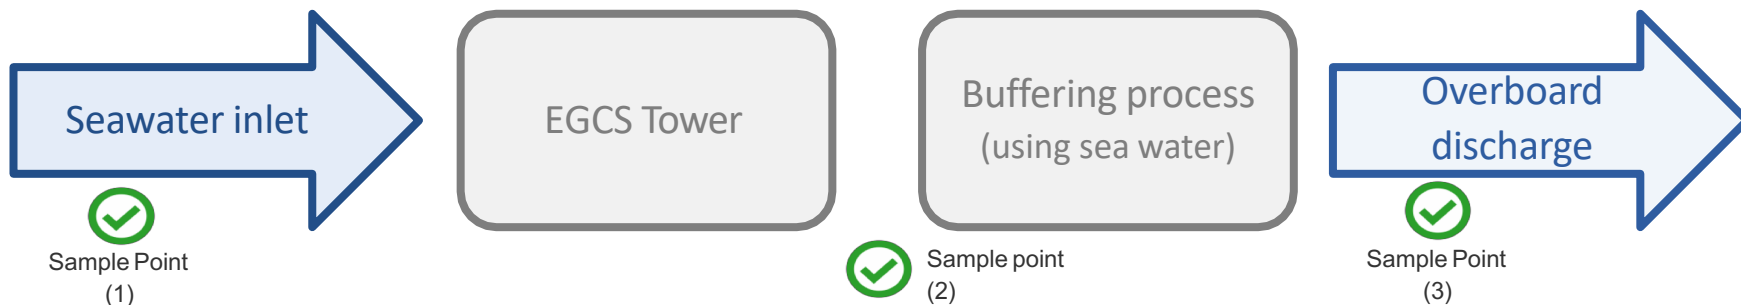 Seawater inlet
EGCS Tower
Buffering process
(using sea water)
Overboard
discharge
Sample Point
(1)
Sample point
(2)
Sample Point
(3)